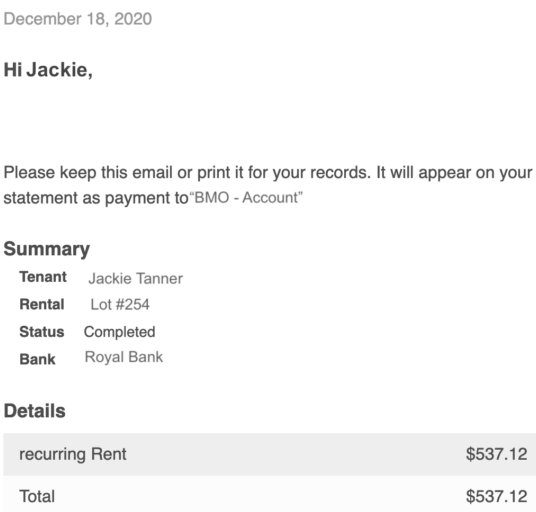 December 18, 2020
Hi Jackie,
Please keep this email or print it for your records. It will appear on your
statement as payment to“BMO - Account”
Summary
Tenant Jackie Tanner
Rental Lot #254
Status Completed
Bank Royal Bank
Details
recurring Rent $537.12
Total $537.12